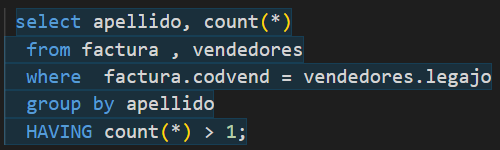 select apellido, count(*)
from factura , vendedores
where  factura.codvend = vendedores.legajo
group by apellido
HAVING count(*) > 1;